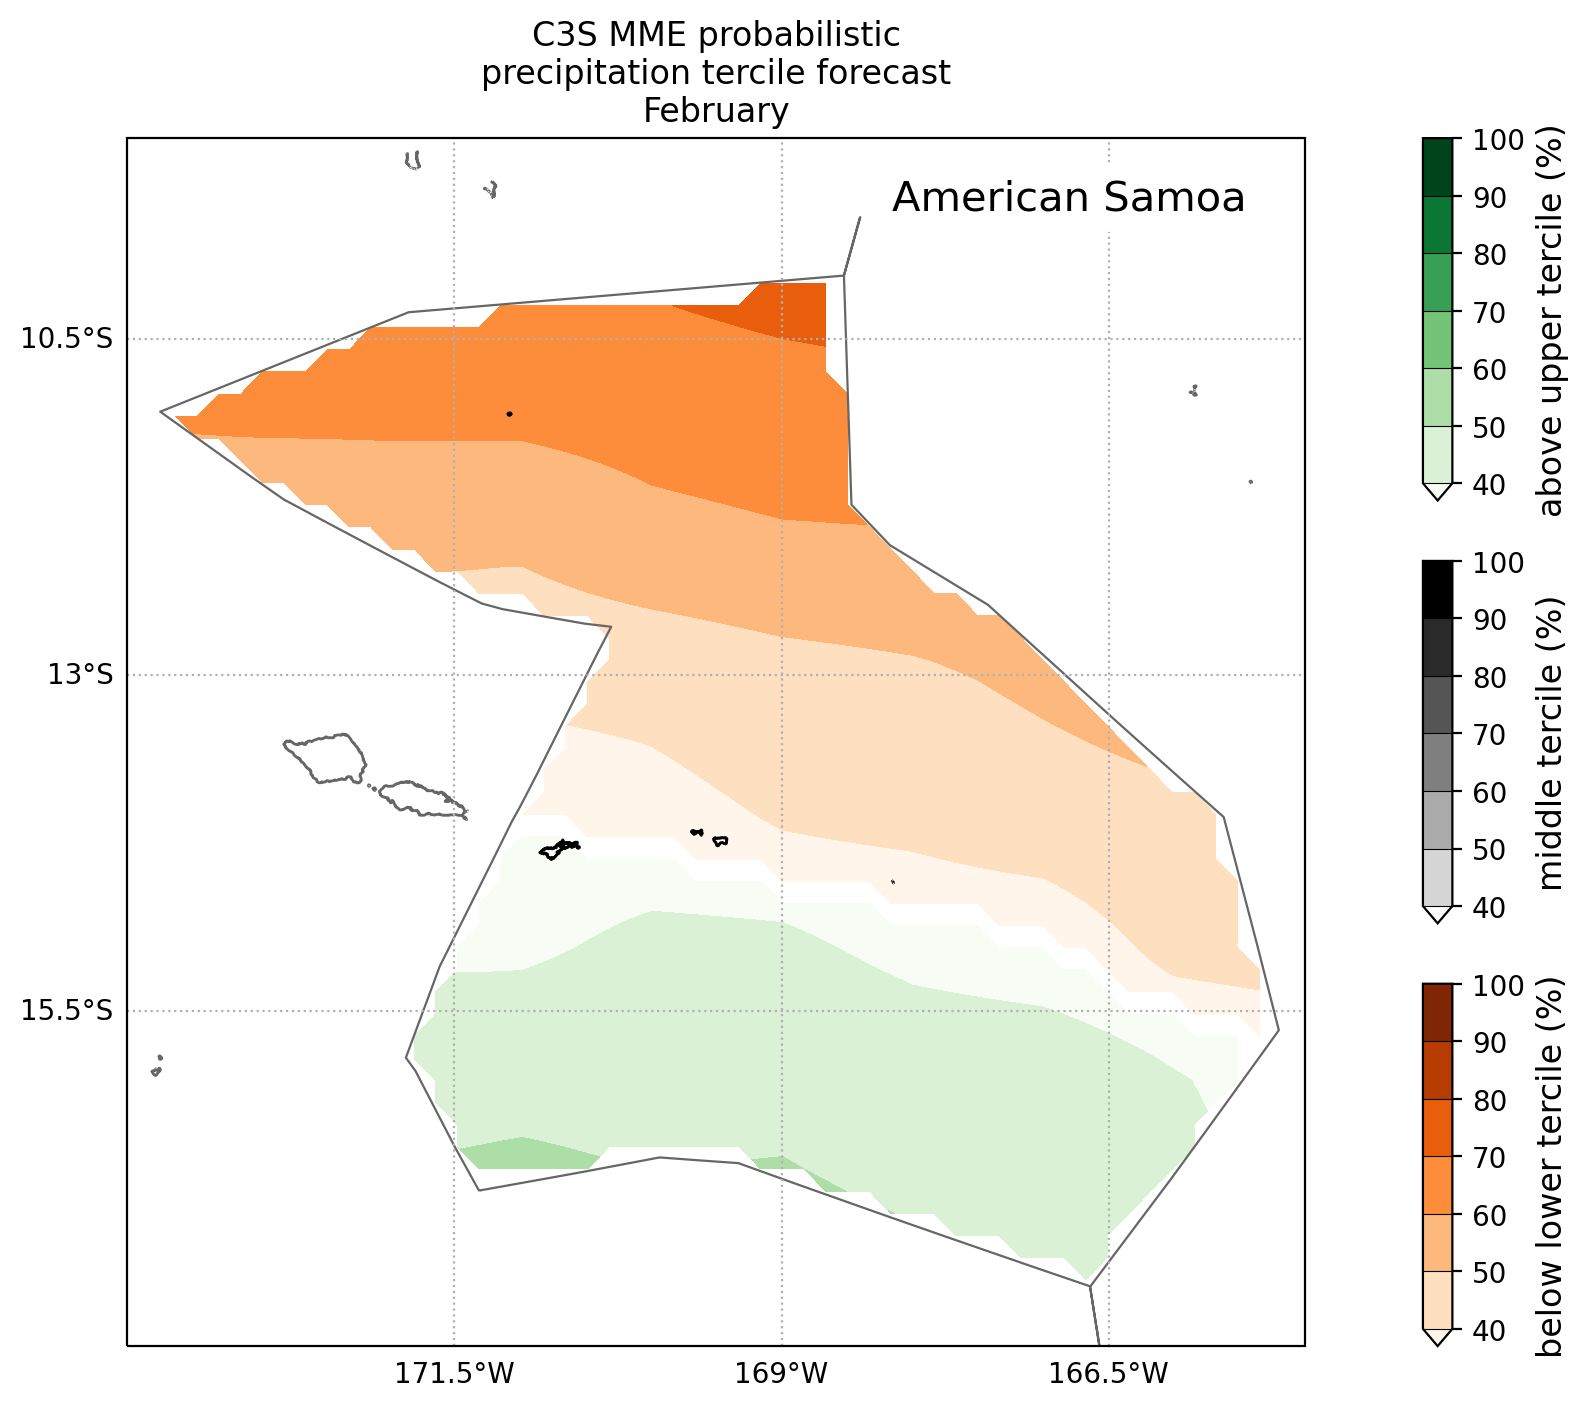 C3S MME probabilistic
precipitation tercile forecast
February
American Samoa
10.5°S
13°S
15.5°S
171.5°W
169°W
166.5°W
100
90
80
70
60
50
40
above upper tercile (%)
100
90
80
70
60
50
40
middle tercile (%)
100
90
80
70
60
50
40
below lower tercile (%)